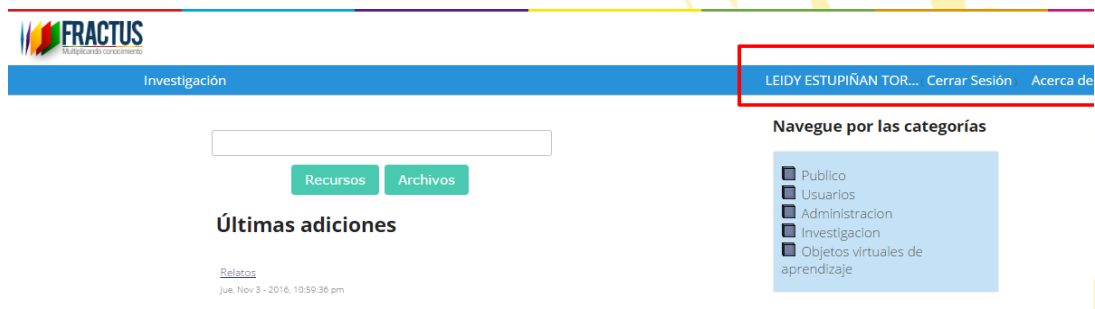 FRACTUS
Multiplicando conocimiento
Investigación
LEIDY ESTUPIÑAN TOR... Cerrar Sesión Acerca de
Navegue por las categorías
Recursos Archivos
Publico
Usuarios
Administracion
Investigacion
Objetos virtuales de
aprendizaje
Últimas adiciones
Relatos
Jue, Nov 3 - 2016, 10:59:36 pm